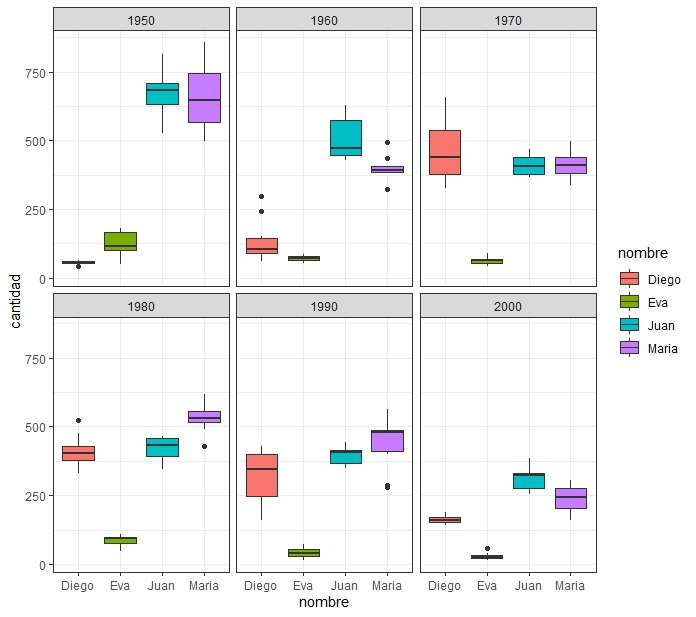 1950 1960 1970
750
500
250
0
1980 1990 2000
750
500
250
0
Diego Eva Juan Maria Diego Eva Juan Maria Diego Eva Juan Maria
nombre
cantidad
nombre
Diego
Eva
Juan
Maria